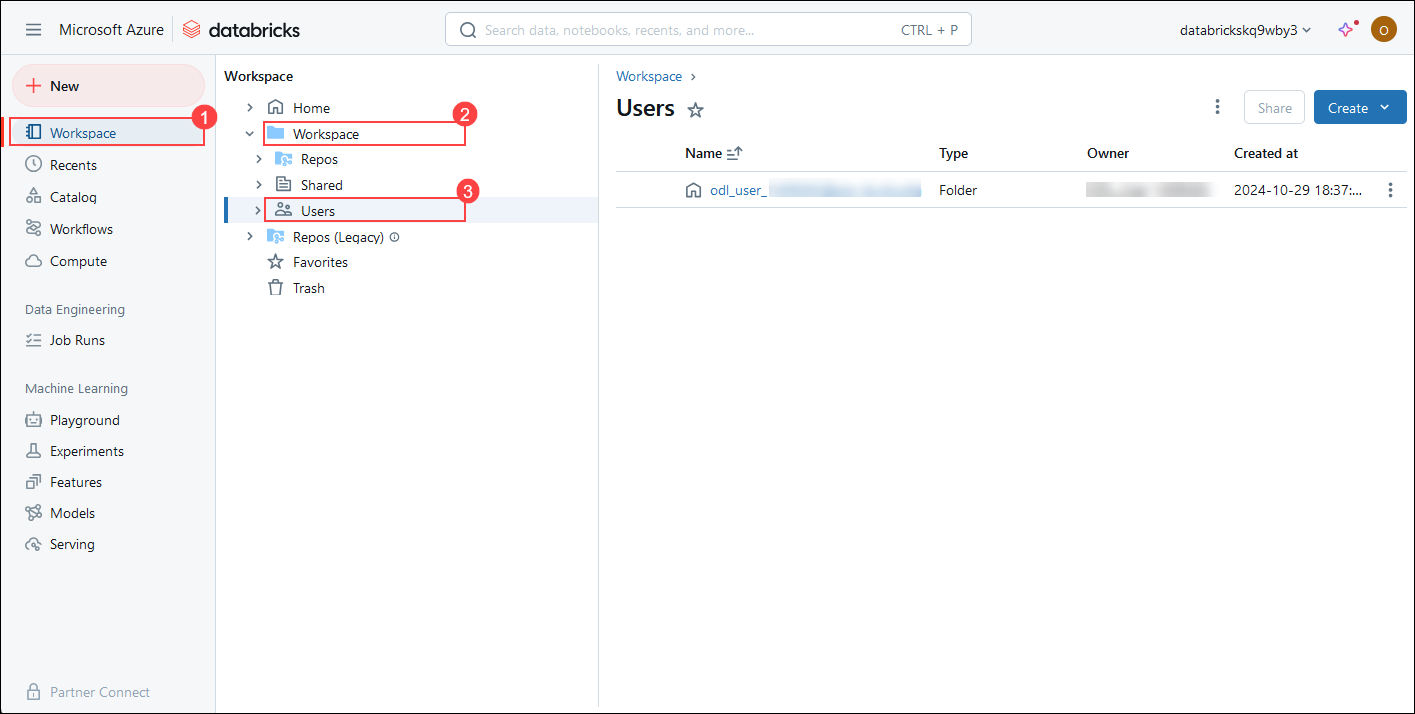 Microsoft Azure databricks
Search data, notebooks, recents, and more... CTRL + P
databrickskq9wby3
O
New
1
Workspace
Recents
Catalog
Workflows
Compute
Data Engineering
Job Runs
Machine Learning
Playground
Experiments
Features
Models
Serving
Partner Connect
Workspace
Home
2
Workspace
Repos
Shared
3
Users
Repos (Legacy)
Favorites
Trash
Workspace >
Users
Share
Create
Name Type Owner Created at
odl_user_ Folder 2024-10-29 18:37:...